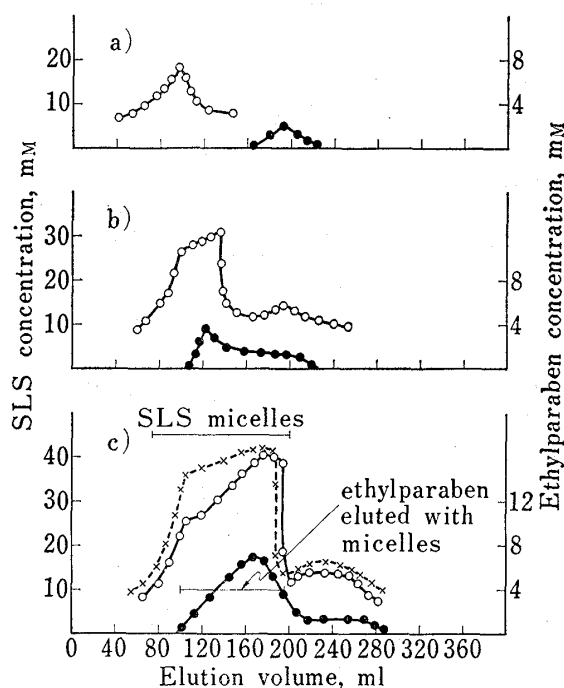 a)
20
10
8
4
b)
30
20
10
8
4
SLS concentration, mM
Ethylparaben concentration, mM
SLS micelles
c)
40
30
20
10
ethylparaben
eluted with
micelles
12
8
4
0 40 80 120 160 200 240 280 320 360
Elution volume, ml